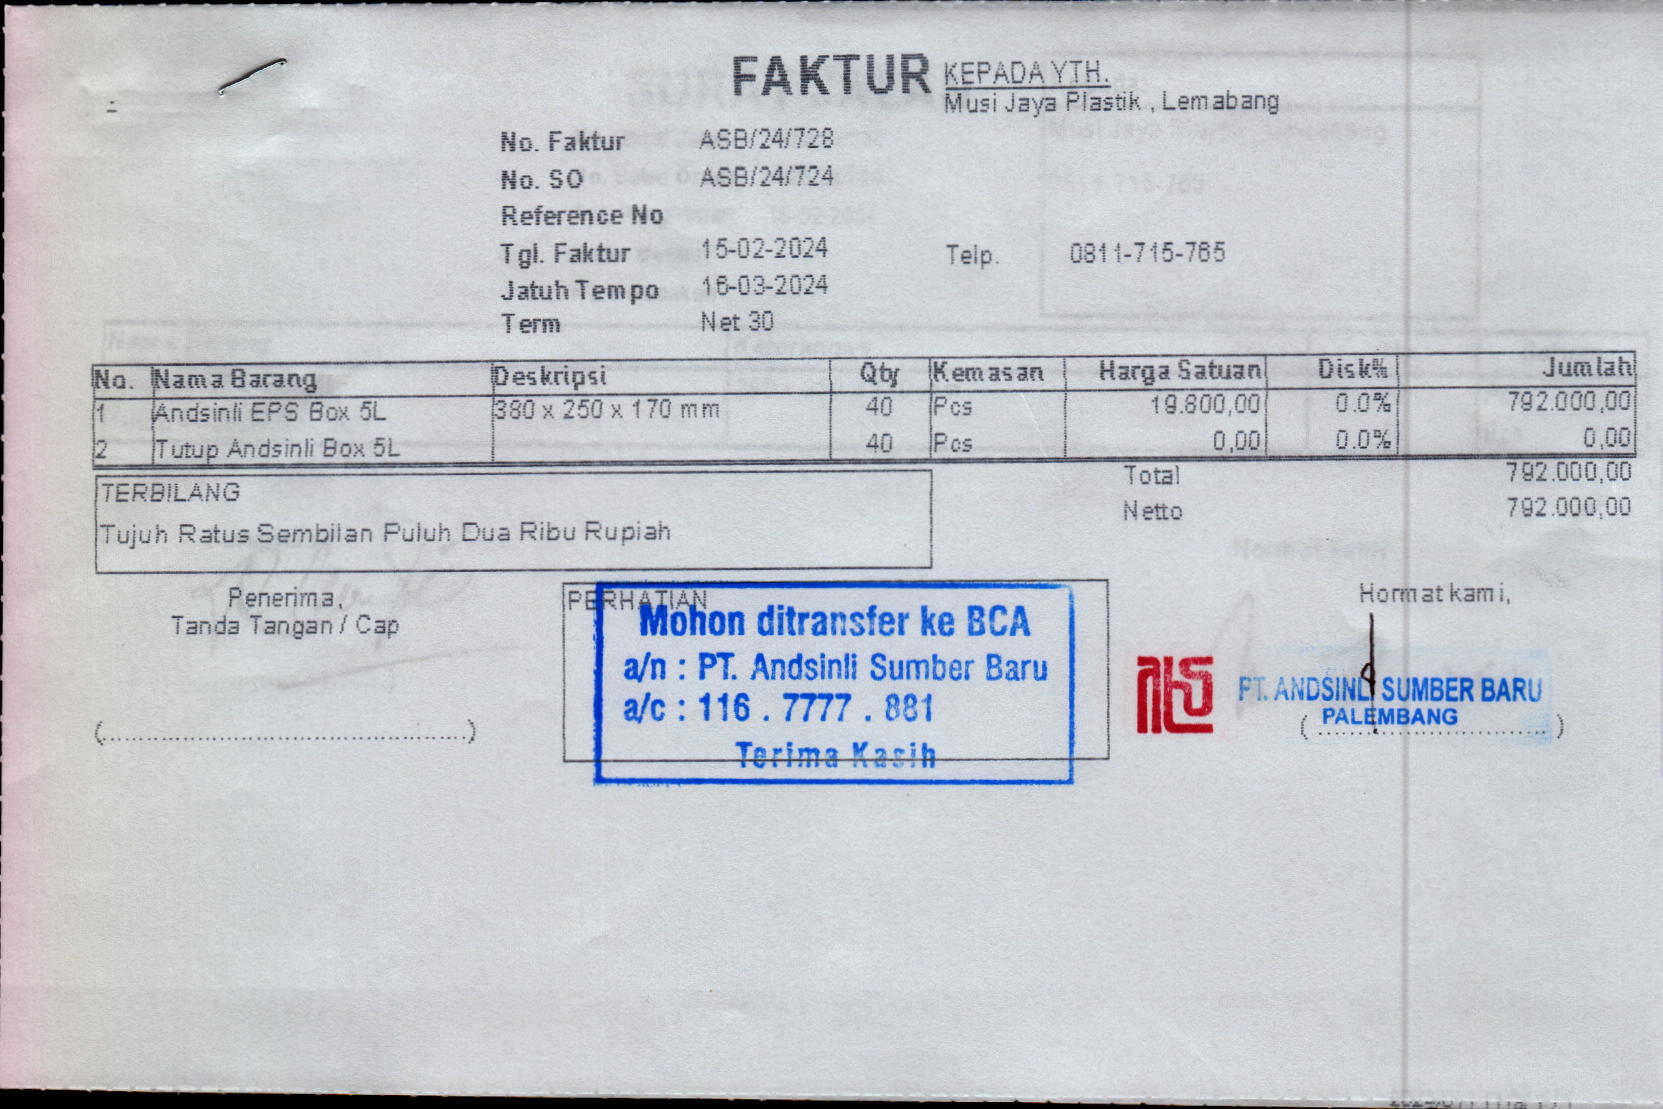 FAKTUR
KEPADA YTH.
Musi Jaya Plastik , Lemabang
No. Faktur ASB/24/728
No. SO ASB/24/724
Reference No
Tgl. Faktur 15-02-2024 Telp. 0811-715-765
Jatuh Tempo 16-03-2024
Term Net 30
No. Nama Barang Deskripsi Qty Kemasan Harga Satuan Disk% Jumlah
1 Andsinli EPS Box 5L 380 x 250 x 170 mm 40 Pcs 19.800,00 0.0% 792.000,00
2 Tutup Andsinli Box 5L 40 Pcs 0,00 0.0% 0,00
Total 792.000,00
Netto 792.000,00
TERBILANG
Tujuh Ratus Sembilan Puluh Dua Ribu Rupiah
Penerima,
Tanda Tangan / Cap
(......................................................)
PERHATIAN
Mohon ditransfer ke BCA
a/n : PT. Andsinli Sumber Baru
a/c : 116 . 7777 . 881
Terima Kasih
Hormat kami,
PT. ANDSINLI SUMBER BARU
PALEMBANG
( .................................. )